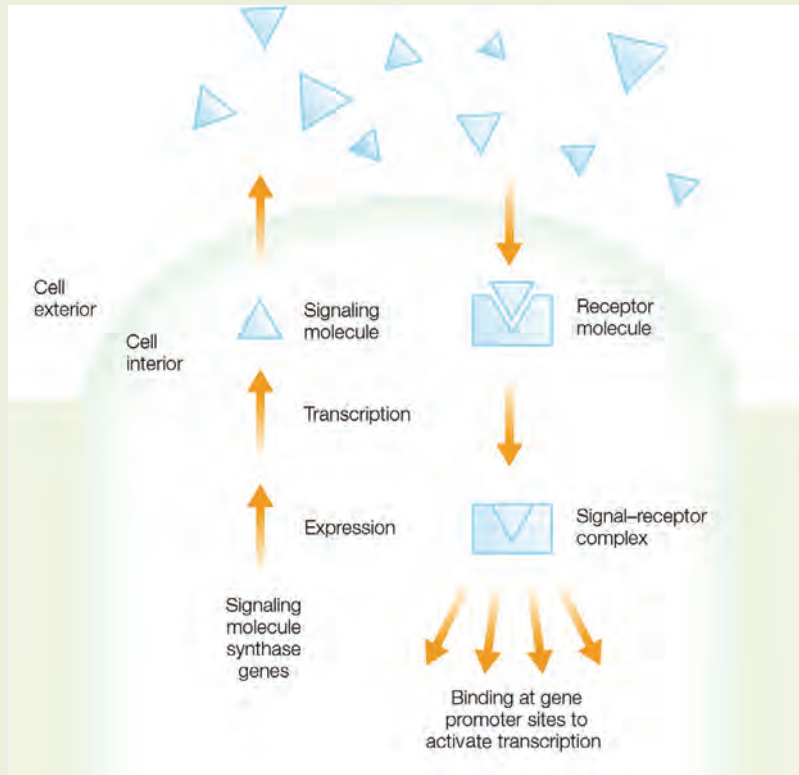 Cell
exterior
Cell
interior
Signaling
molecule
Transcription
Expression
Signaling
molecule
synthase
genes
Receptor
molecule
Signal–receptor
complex
Binding at gene
promoter sites to
activate transcription